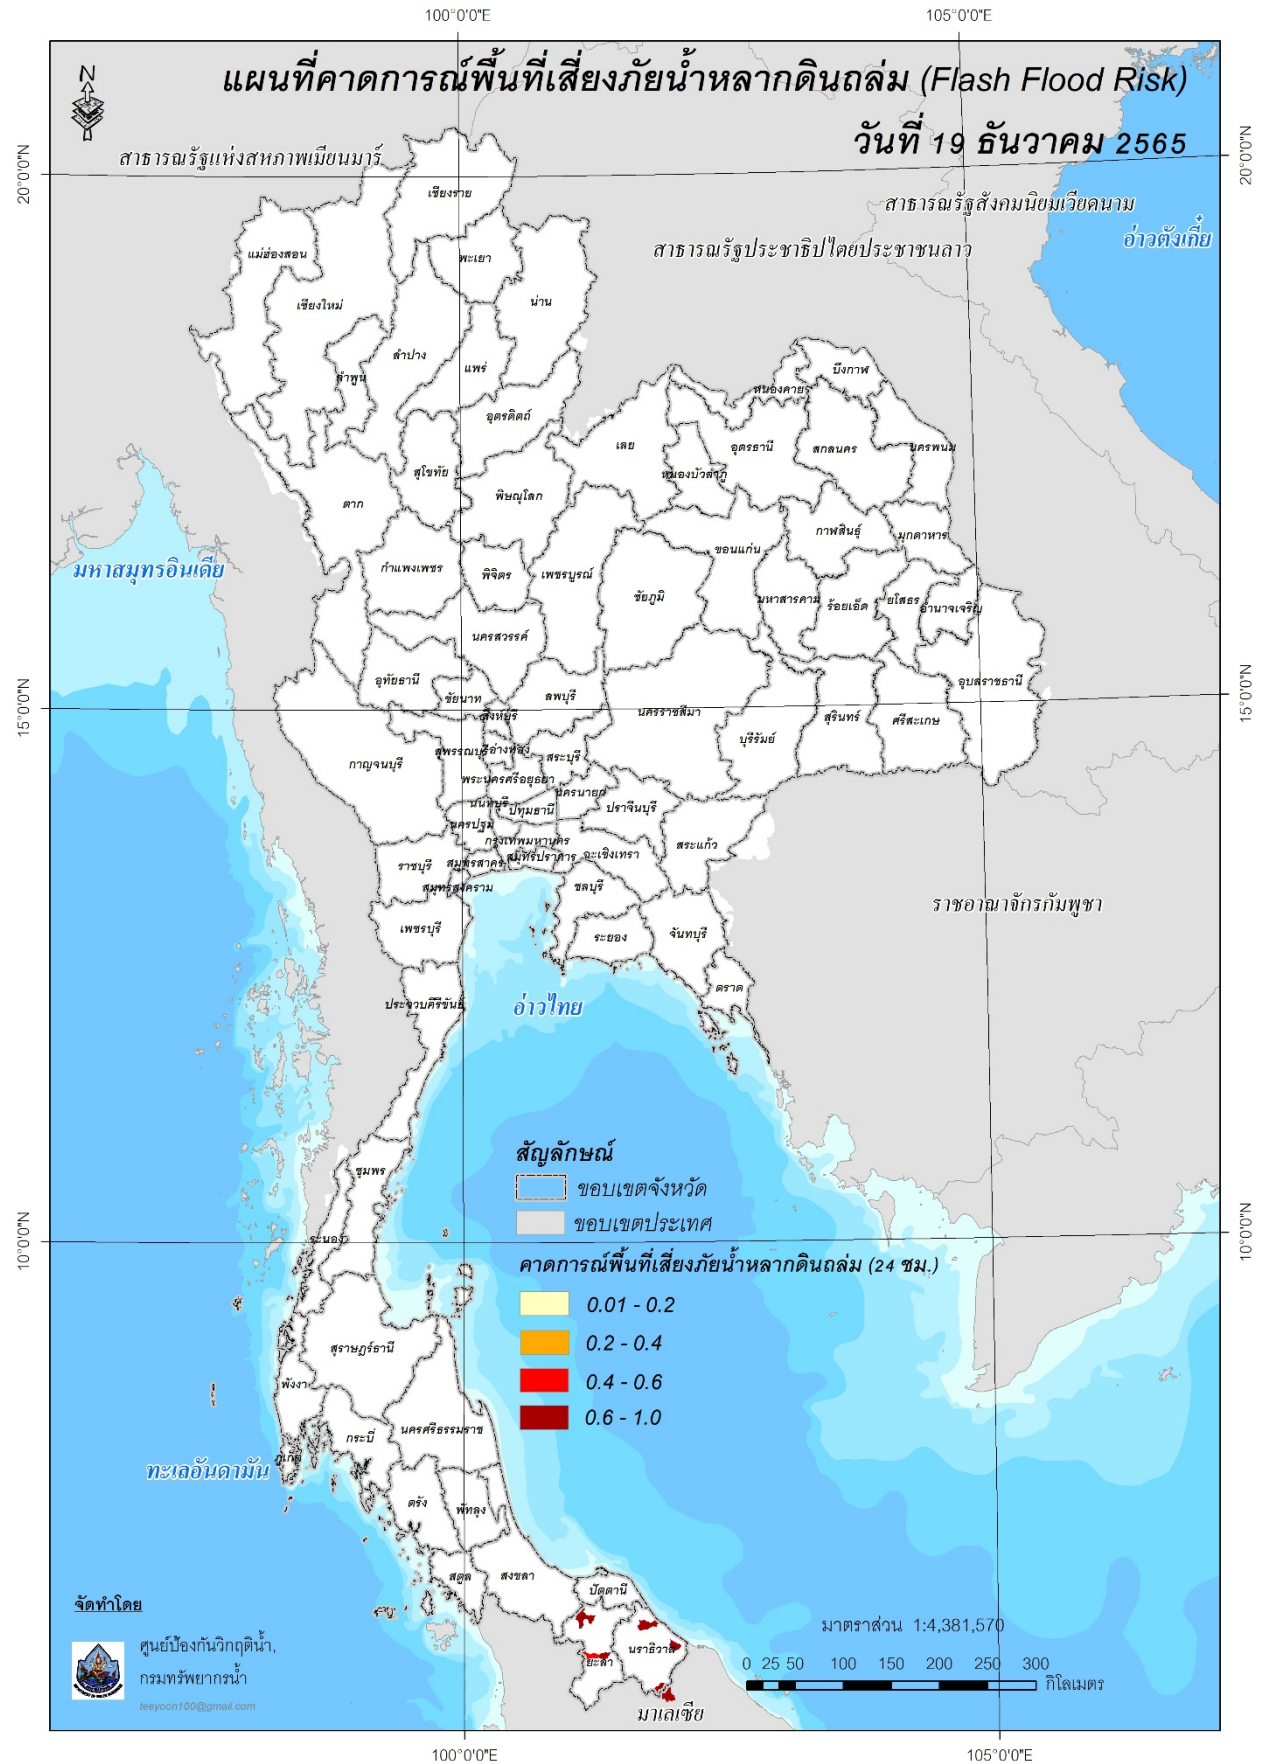 100°0'0"E
105°0'0"E
N
แผนที่คาดการณ์พื้นที่เสี่ยงภัยน้ำหลากดินถล่ม (Flash Flood Risk)
วันที่ 19 ธันวาคม 2565
20°0'0"N
20°0'0"N
สาธารณรัฐแห่งสหภาพเมียนมาร์
เชียงราย
สาธารณรัฐสังคมนิยมเวียดนาม
อ่าวตังเกี๋ย
สาธารณรัฐประชาธิปไตยประชาชนลาว
แม่ฮ่องสอน
พะเยา
เชียงใหม่
น่าน
ลำปาง
แพร่
ลำพูน
บึงกาฬ
หนองคาย
อุตรดิตถ์
เลย
อุดรธานี
สกลนคร
นครพนม
สุโขทัย
หนองบัวลำภู
ตาก
พิษณุโลก
กาฬสินธุ์
มุกดาหาร
มหาสมุทรอินเดีย
กำแพงเพชร
พิจิตร
เพชรบูรณ์
ขอนแก่น
ชัยภูมิ
มหาสารคาม
ร้อยเอ็ด
ยโสธร
อำนาจเจริญ
นครสวรรค์
อุทัยธานี
ชัยนาท
ลพบุรี
อุบลราชธานี
15°0'0"N
15°0'0"N
สิงห์บุรี
นครราชสีมา
สุรินทร์
ศรีสะเกษ
บุรีรัมย์
กาญจนบุรี
สุพรรณบุรี
อ่างทอง
สระบุรี
พระนครศรีอยุธยา
นครนายก
นนทบุรี
ปทุมธานี
ปราจีนบุรี
นครปฐม
กรุงเทพมหานคร
สระแก้ว
ราชบุรี
สมุทรสาคร
สมุทรปราการ
ฉะเชิงเทรา
สมุทรสงคราม
ชลบุรี
ราชอาณาจักรกัมพูชา
เพชรบุรี
ระยอง
จันทบุรี
ตราด
ประจวบคีรีขันธ์
อ่าวไทย
สัญลักษณ์
ขอบเขตจังหวัด
ขอบเขตประเทศ
ชุมพร
ระนอง
10°0'0"N
10°0'0"N
คาดการณ์พื้นที่เสี่ยงภัยน้ำหลากดินถล่ม (24 ชม.)
0.01 - 0.2
0.2 - 0.4
0.4 - 0.6
0.6 - 1.0
สุราษฎร์ธานี
พังงา
นครศรีธรรมราช
กระบี่
ภูเก็ต
ทะเลอันดามัน
ตรัง
พัทลุง
สตูล
สงขลา
ปัตตานี
นราธิวาส
ยะลา
มาเลเซีย
จัดทำโดย
ศูนย์ป้องกันวิกฤติน้ำ,
กรมทรัพยากรน้ำ
teeyoon100@gmail.com
มาตราส่วน 1:4,381,570
0 25 50 100 150 200 250 300
กิโลเมตร
100°0'0"E
105°0'0"E